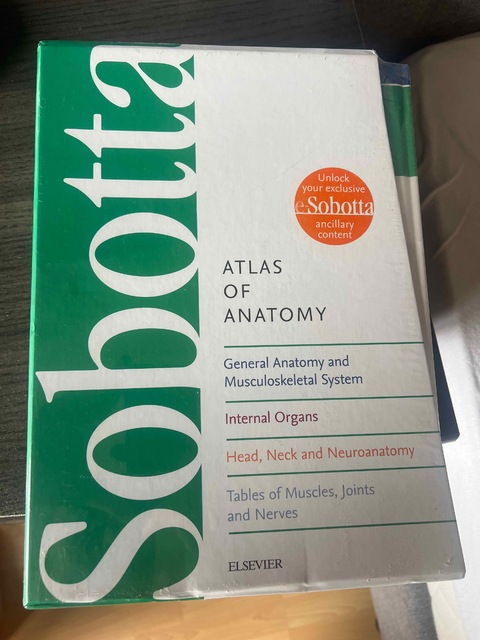 Sobotta
Unlock
your exclusive
e.Sobotta
ancillary
content
ATLAS
OF
ANATOMY
General Anatomy and
Musculoskeletal System
Internal Organs
Head, Neck and Neuroanatomy
Tables of Muscles, Joints
and Nerves
ELSEVIER